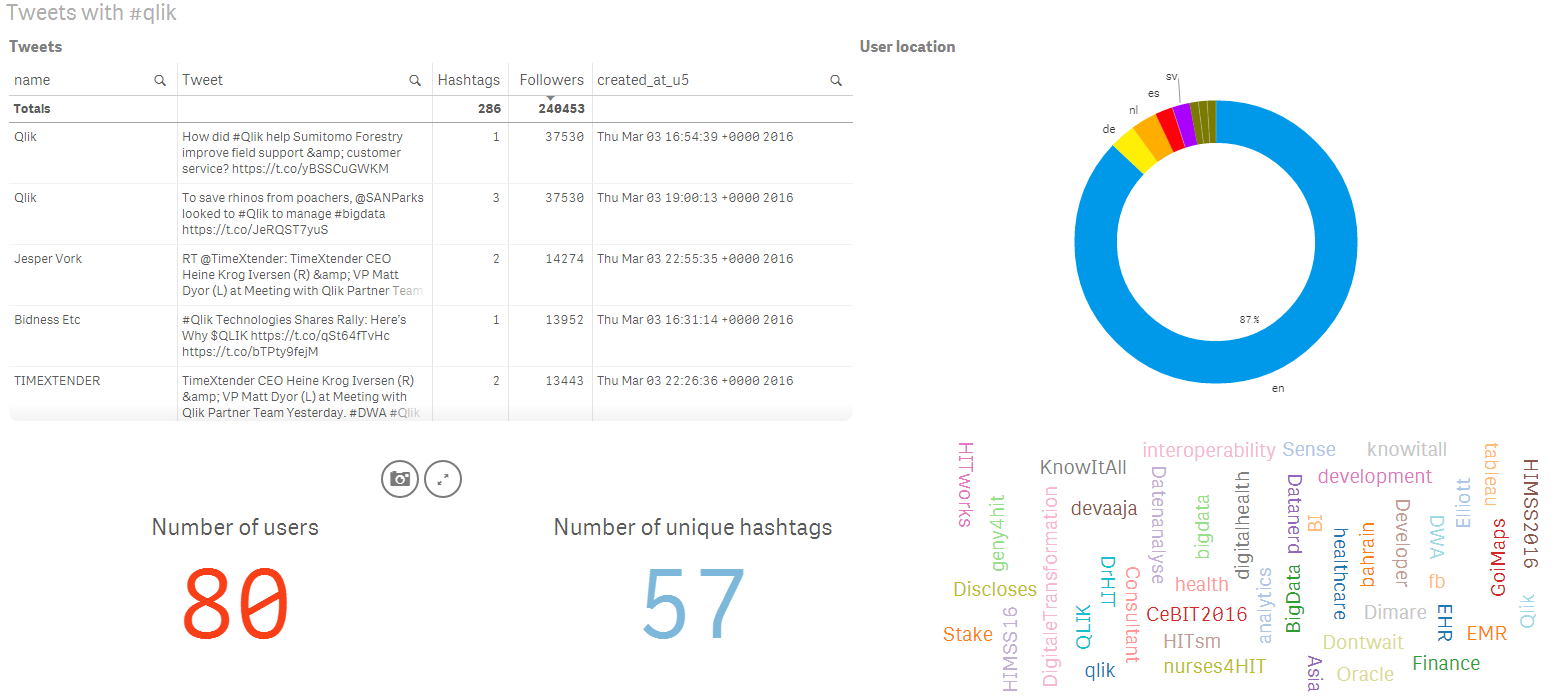 Tweets with #qlik
Tweets
name Tweet Hashtags Followers created_at_u5
Totals 286 240453
Qlik How did #Qlik help Sumitomo Forestry 1 37530 Thu Mar 03 16:54:39 +0000 2016
improve field support &amp; customer
service? https://t.co/yBSSCuGWKM
Qlik To save rhinos from poachers, @SANParks 3 37530 Thu Mar 03 19:00:13 +0000 2016
looked to #Qlik to manage #bigdata
https://t.co/JeRQST7yuS
Jesper Vork RT @TimeXtender: TimeXtender CEO 2 14274 Thu Mar 03 22:55:35 +0000 2016
Heine Krog Iversen (R) &amp; VP Matt
Dyor (L) at Meeting with Qlik Partner Team
Bidness Etc #Qlik Technologies Shares Rally: Here's 1 13952 Thu Mar 03 16:31:14 +0000 2016
Why $QLIK https://t.co/qSt64fTvHc
https://t.co/bTPty9fejM
TIMEXTENDER TimeXtender CEO Heine Krog Iversen (R) 2 13443 Thu Mar 03 22:26:36 +0000 2016
&amp; VP Matt Dyor (L) at Meeting with
Qlik Partner Team Yesterday. #DWA #Qlik
User location
sv
es
nl
de
87 %
en
Number of users
80
Number of unique hashtags
57
HITworks
interoperability
Sense
knowitall
tableau
KnowItAll
Datenanalyse
development
HIMSS2016
geny4hit
DigitaleTransformation
devaaja
bigdata
digitalhealth
Datanerd
BI
healthcare
bahrain
Developer
DWA
Elliott
GoiMaps
Discloses
DrHIT
Consultant
health
analytics
BigData
fb
Stake
HIMSS16
QLIK
CeBIT2016
Dimare
EHR
EMR
QliK
HITsm
Dontwait
qlik
nurses4HIT
Asia
Oracle
Finance